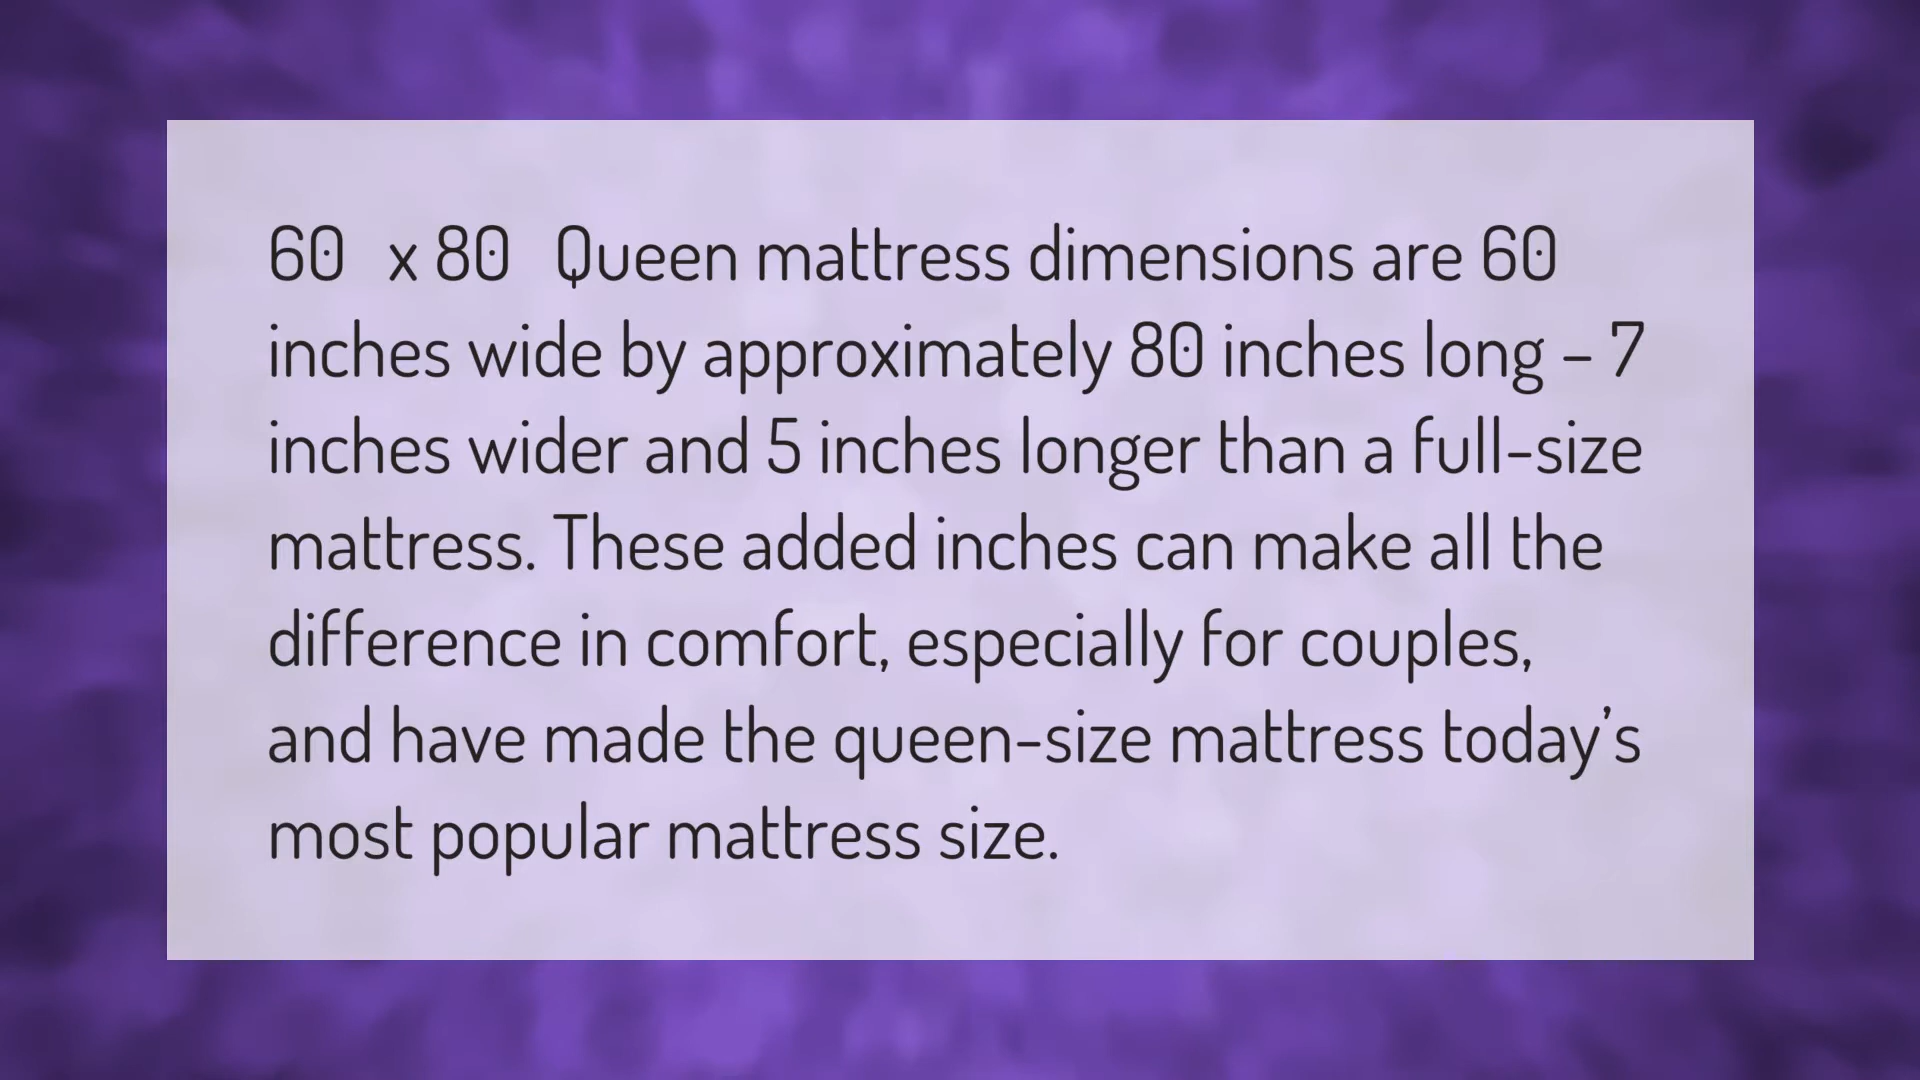 60 x 80 Queen mattress dimensions are 60
inches wide by approximately 80 inches long – 7
inches wider and 5 inches longer than a full-size
mattress. These added inches can make all the
difference in comfort, especially for couples,
and have made the queen-size mattress today’s
most popular mattress size.